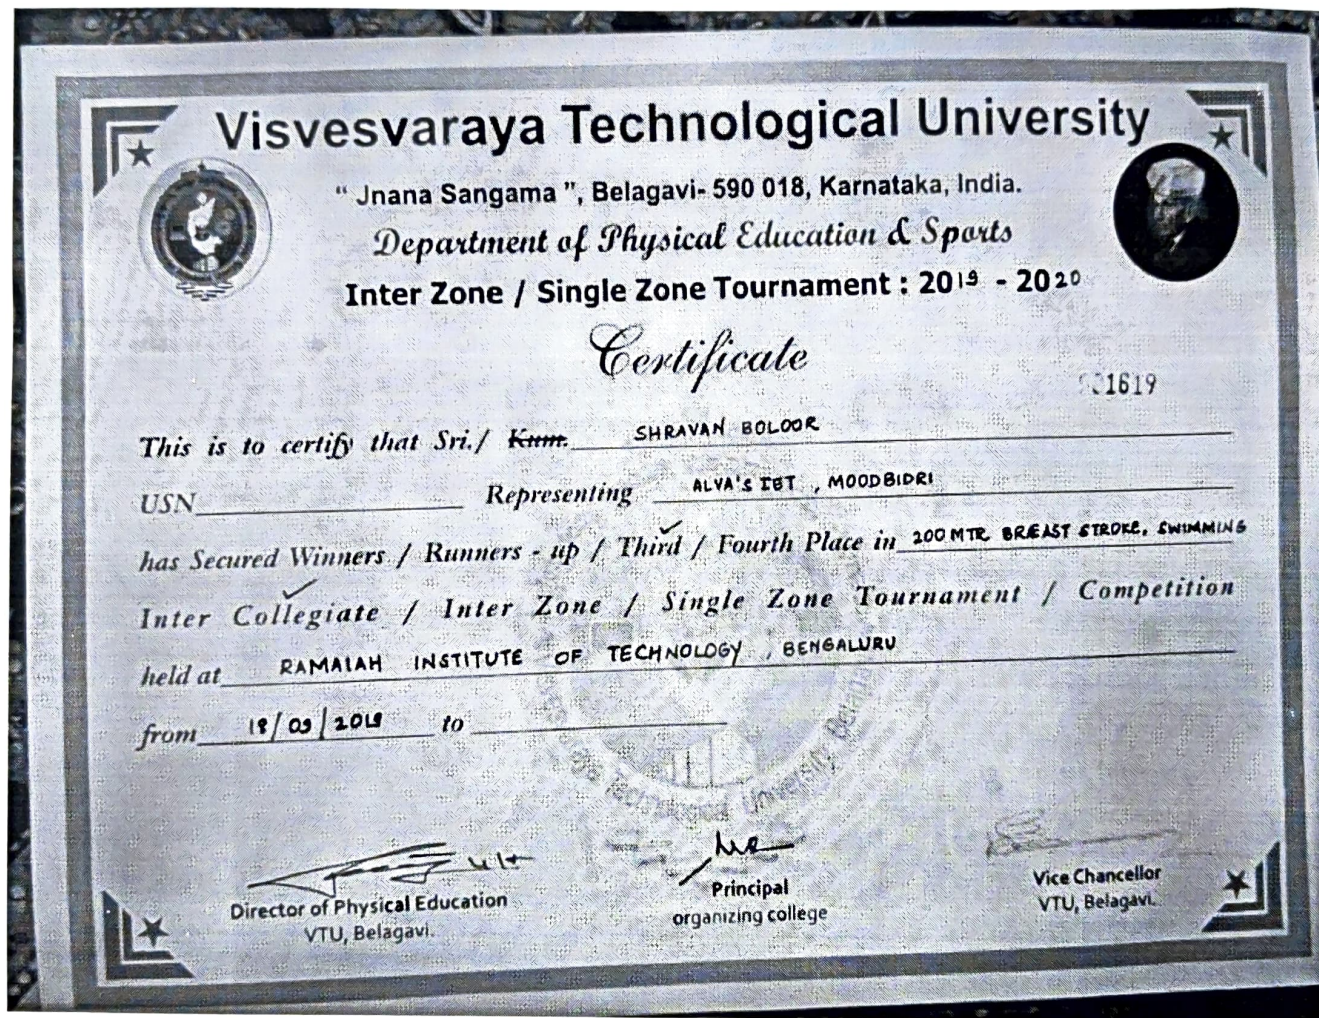 Visvesvaraya Technological University
" Jnana Sangama ", Belagavi- 590 018, Karnataka, India.
Department of Physical Education & Sports
Inter Zone / Single Zone Tournament : 2019 - 2020
Certificate
1619
This is to certify that Sri./ Kum. SHRAVAN BOLOOR
USN Representing ALVA'S IET , MOODBIDRI
has Secured Winners / Runners - up / Third / Fourth Place in 200 MTR BREAST STROKE, SWIMMING
Inter Collegiate / Inter Zone / Single Zone Tournament / Competition
held at RAMAIAH INSTITUTE OF TECHNOLOGY , BENGALURU
from 18/09/2019 to
Technological University Belagavi
Director of Physical Education
VTU, Belagavi.
Principal
organizing college
Vice Chancellor
VTU, Belagavi.